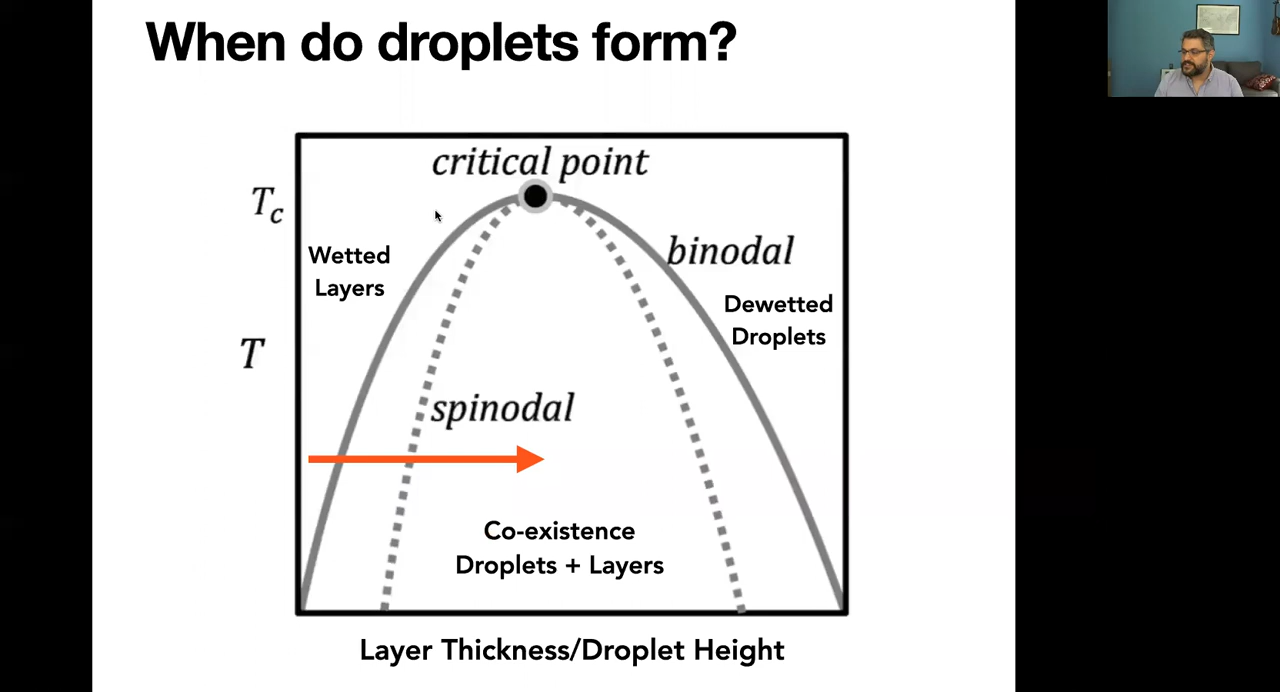 When do droplets form?
critical point
T_c
Wetted
Layers
binodal
Dewetted
Droplets
T
spinodal
Co-existence
Droplets + Layers
Layer Thickness/Droplet Height